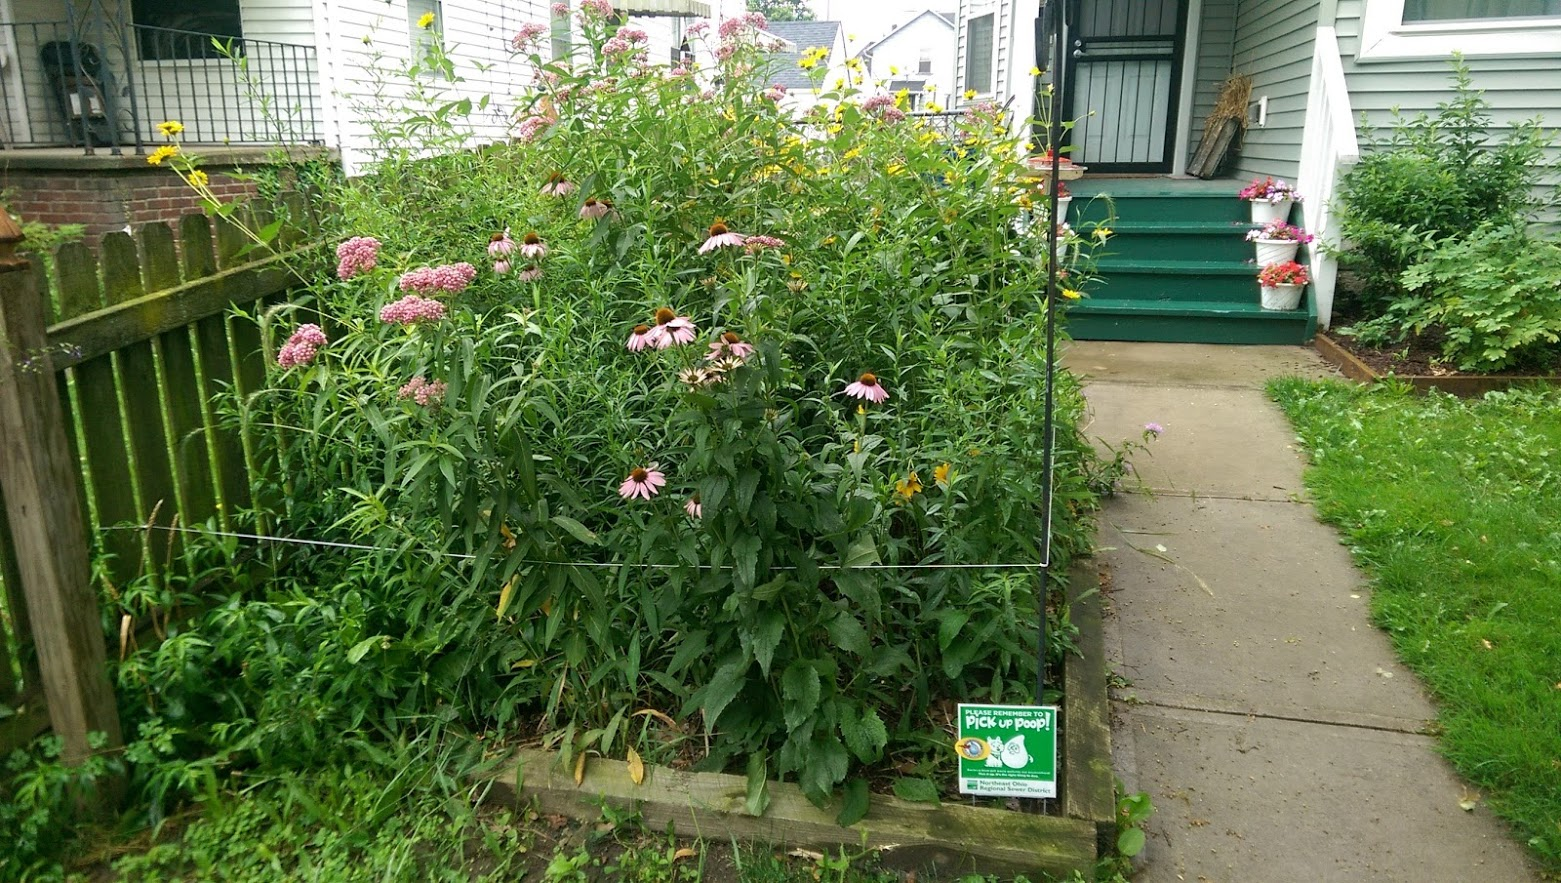 PLEASE REMEMBER TO
PICK UP POOP!
Northeast Ohio
Regional Sewer District